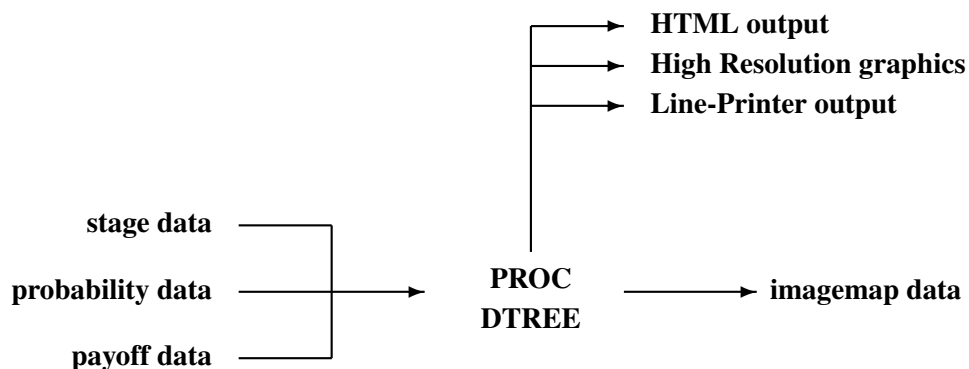 HTML output
High Resolution graphics
Line-Printer output
stage data
probability data
payoff data
PROC
DTREE
imagemap data